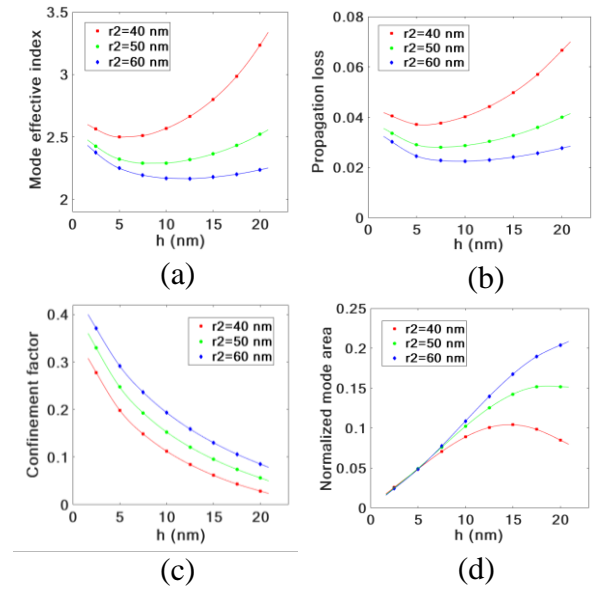 3.5
3
2.5
2
Mode effective index
r2=40 nm
r2=50 nm
r2=60 nm
0 5 10 15 20
h (nm)
(a)
0.08
0.06
0.04
0.02
0
Propagation loss
r2=40 nm
r2=50 nm
r2=60 nm
0 5 10 15 20
h (nm)
(b)
0.4
0.3
0.2
0.1
0
Confinement factor
r2=40 nm
r2=50 nm
r2=60 nm
0 5 10 15 20
h (nm)
(c)
0.25
0.2
0.15
0.1
0.05
0
Normalized mode area
r2=40 nm
r2=50 nm
r2=60 nm
0 5 10 15 20
h (nm)
(d)